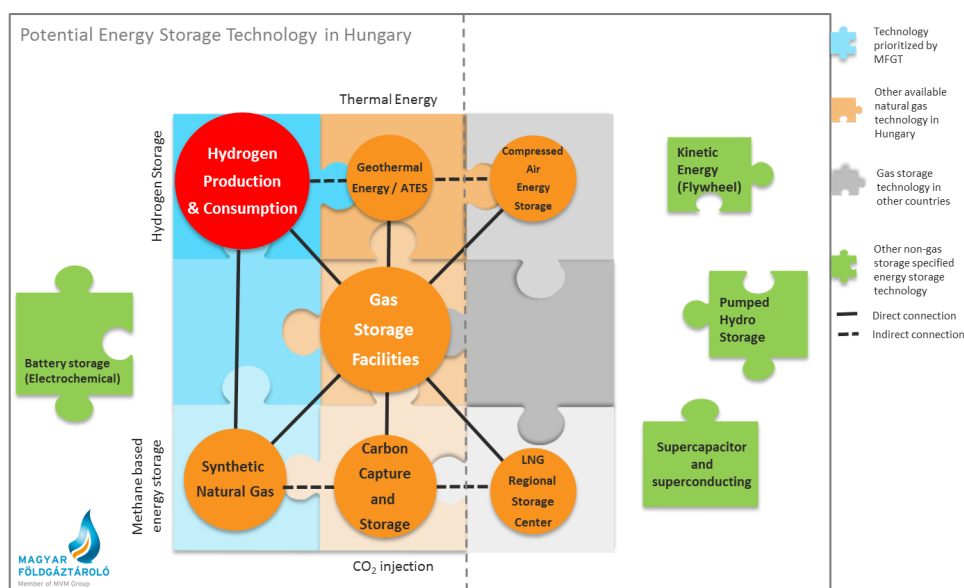 Potential Energy Storage Technology in Hungary
Thermal Energy
Hydrogen Storage
Methane based
energy storage
CO₂ injection
Hydrogen
Production
& Consumption
Geothermal
Energy / ATES
Compressed
Air
Energy
Storage
Gas
Storage
Facilities
Synthetic
Natural Gas
Carbon
Capture
and
Storage
LNG
Regional
Storage
Center
Battery storage
(Electrochemical)
Kinetic
Energy
(Flywheel)
Pumped
Hydro
Storage
Supercapacitor
and
superconducting
Technology
prioritized by
MFGT
Other available
natural gas
technology in
Hungary
Gas storage
technology in
other countries
Other non-gas
storage specified
energy storage
technology
Direct connection
Indirect connection
MAGYAR
FÖLDGÁZTÁROLÓ
Member of MVM Group